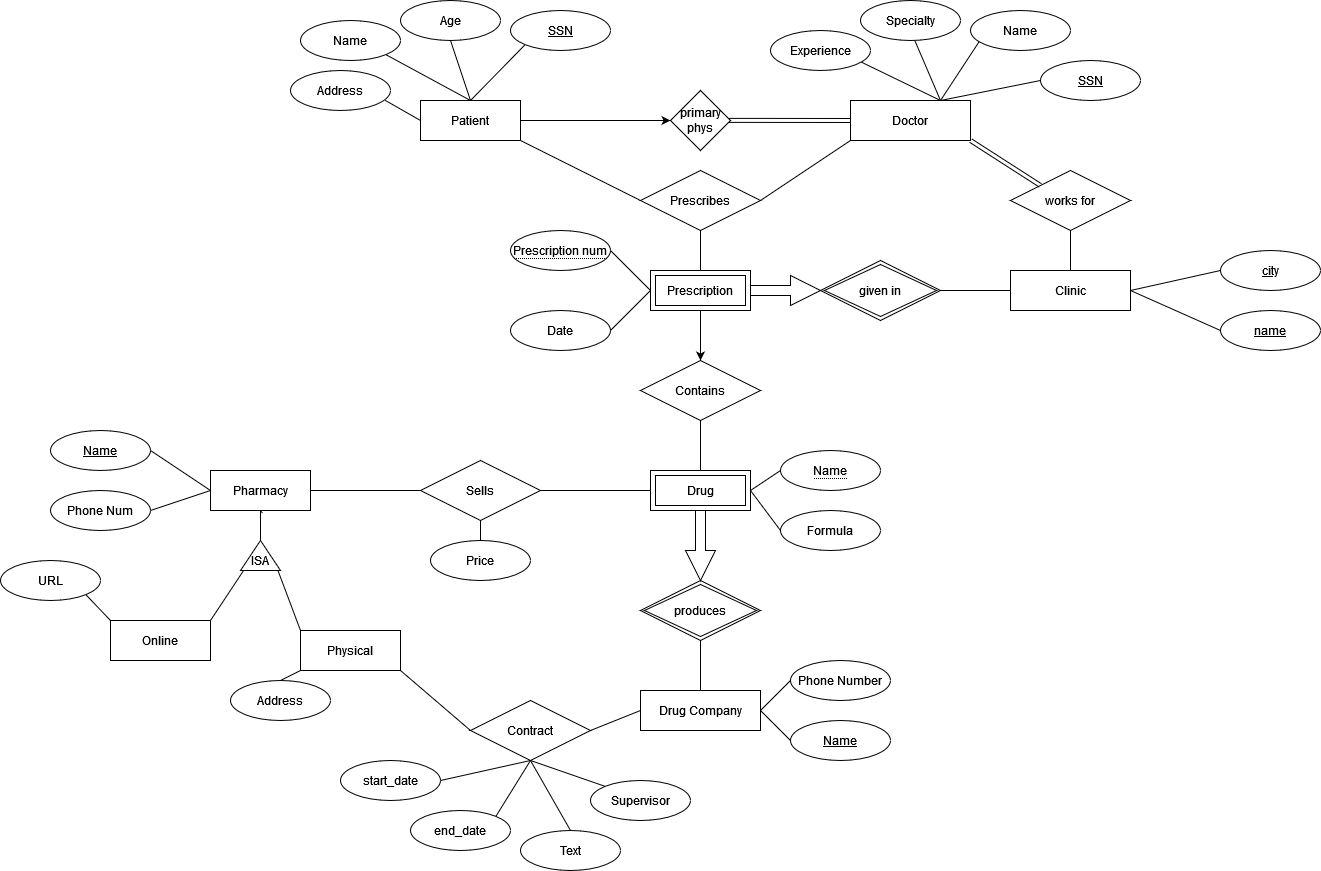 Age
Specialty
SSN
Name
Name
Experience
SSN
Address
Patient
primary
phys
Doctor
Prescribes
works for
Prescription num
city
Prescription
given in
Clinic
Date
name
Contains
Name
Name
Pharmacy
Sells
Drug
Phone Num
Formula
ISA
Price
URL
produces
Online
Physical
Phone Number
Address
Drug Company
Contract
Name
start_date
Supervisor
end_date
Text